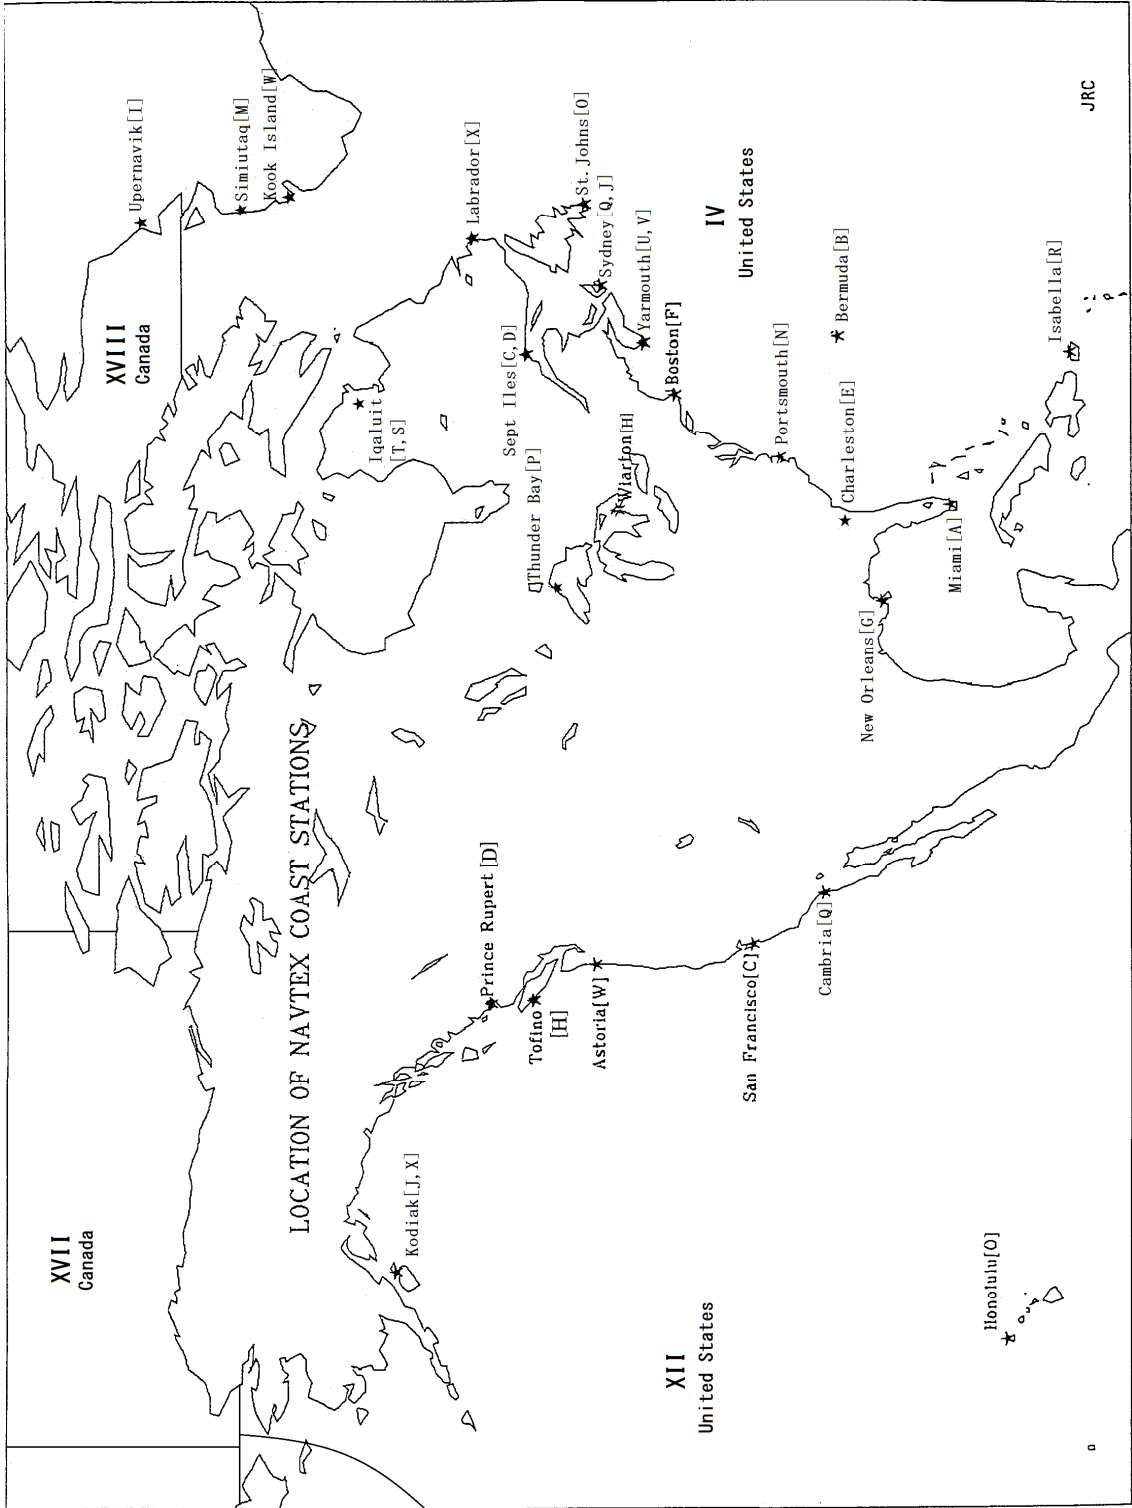 LOCATION OF NAVTEX COAST STATIONS
XVII
Canada
XVIII
Canada
Upernavik[I]
Simiutaq[M]
Kook Island[W]
Iqaluit
[T,S]
Labrador[X]
Sept Iles[C,D]
St.Johns[O]
Sydney[Q,J]
Yarmouth[U,V]
Thunder Bay[P]
Wiarton[H]
Boston[F]
IV
United States
Portsmouth[N]
Bermuda[B]
Charleston[E]
New Orleans[G]
Miami[A]
Isabella[R]
Kodiak[J,X]
Prince Rupert[D]
Tofino
[H]
Astoria[W]
San Francisco[C]
Cambria[Q]
XII
United States
Honolulu[O]
JRC